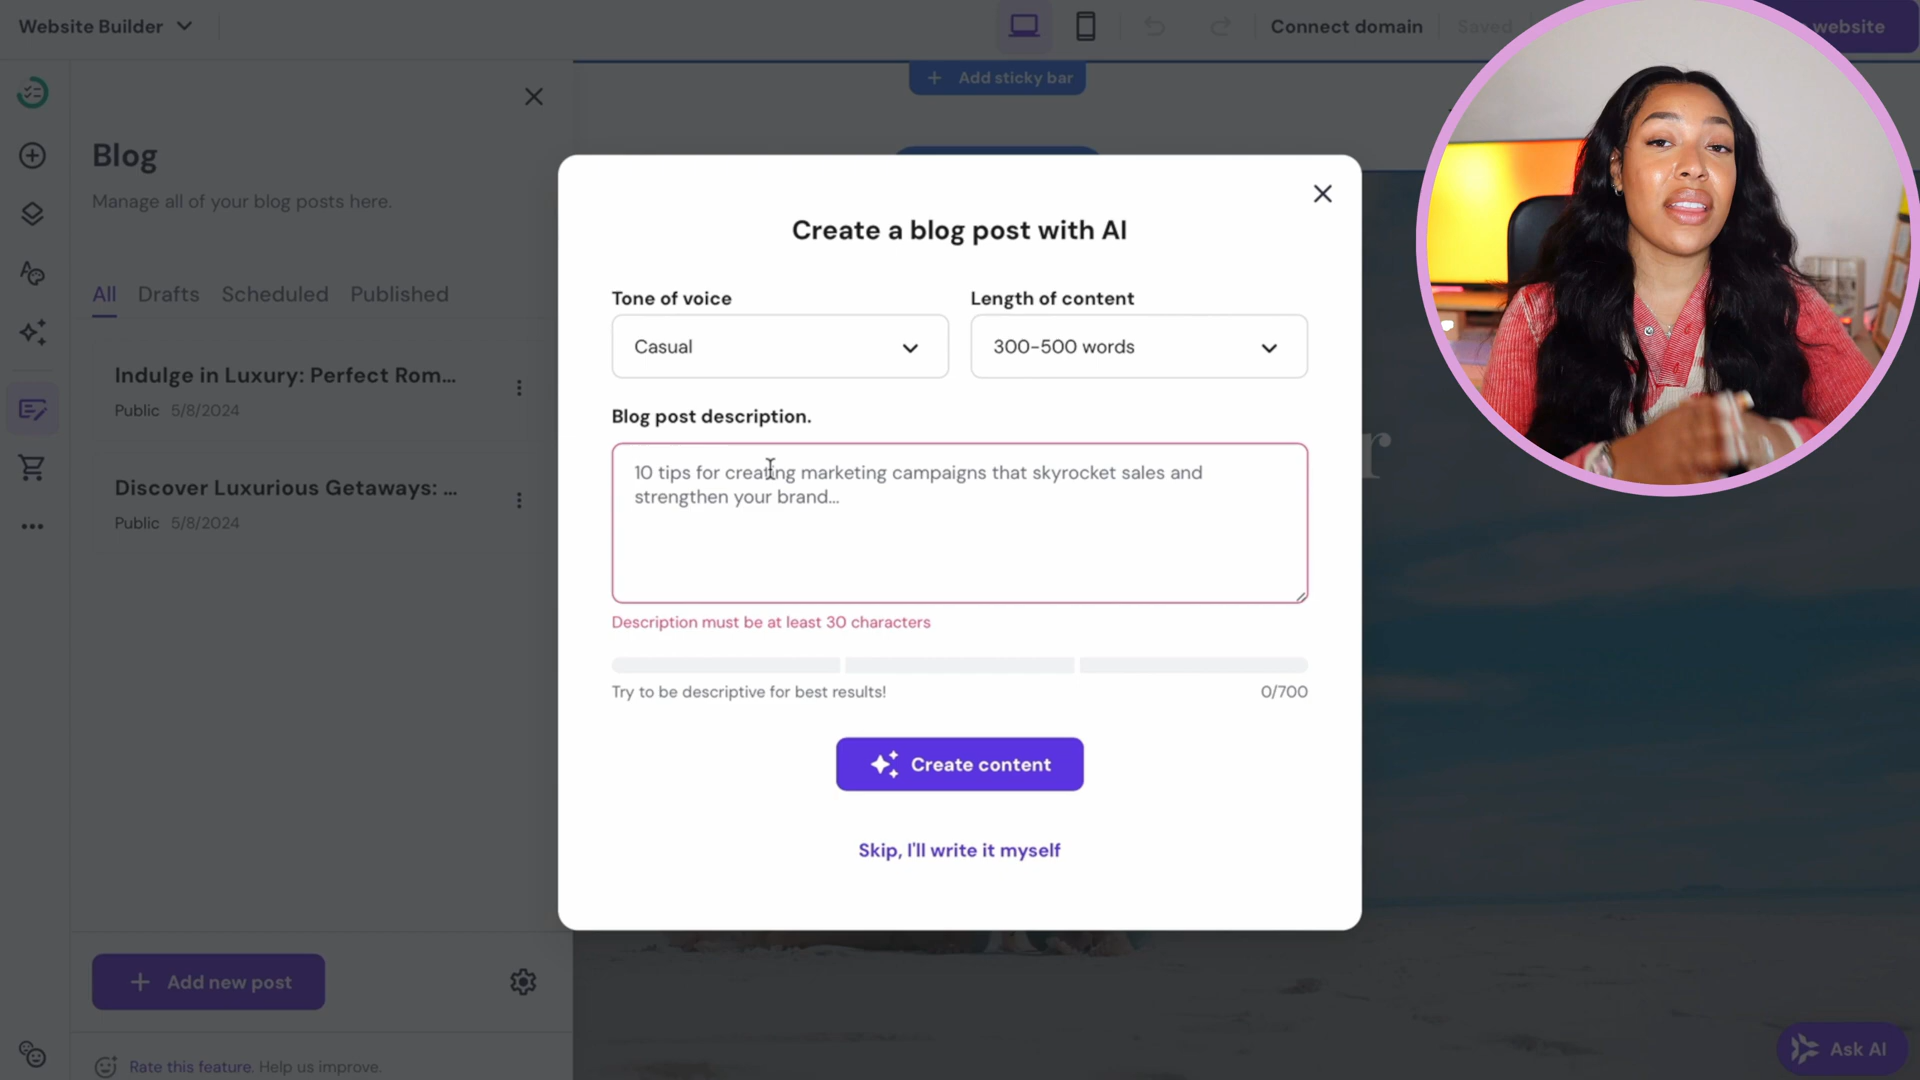 Website Builder
Connect domain
Saved
website
Add sticky bar
Blog
Manage all of your blog posts here.
All
Drafts
Scheduled
Published
Indulge in Luxury: Perfect Rom...
Public 5/8/2024
Discover Luxurious Getaways: ...
Public 5/8/2024
Add new post
Rate this feature. Help us improve.
Create a blog post with AI
Tone of voice
Length of content
Casual
300-500 words
Blog post description.
10 tips for creating marketing campaigns that skyrocket sales and
strengthen your brand...
Description must be at least 30 characters
Try to be descriptive for best results!
0/700
Create content
Skip, I'll write it myself
r
Ask AI